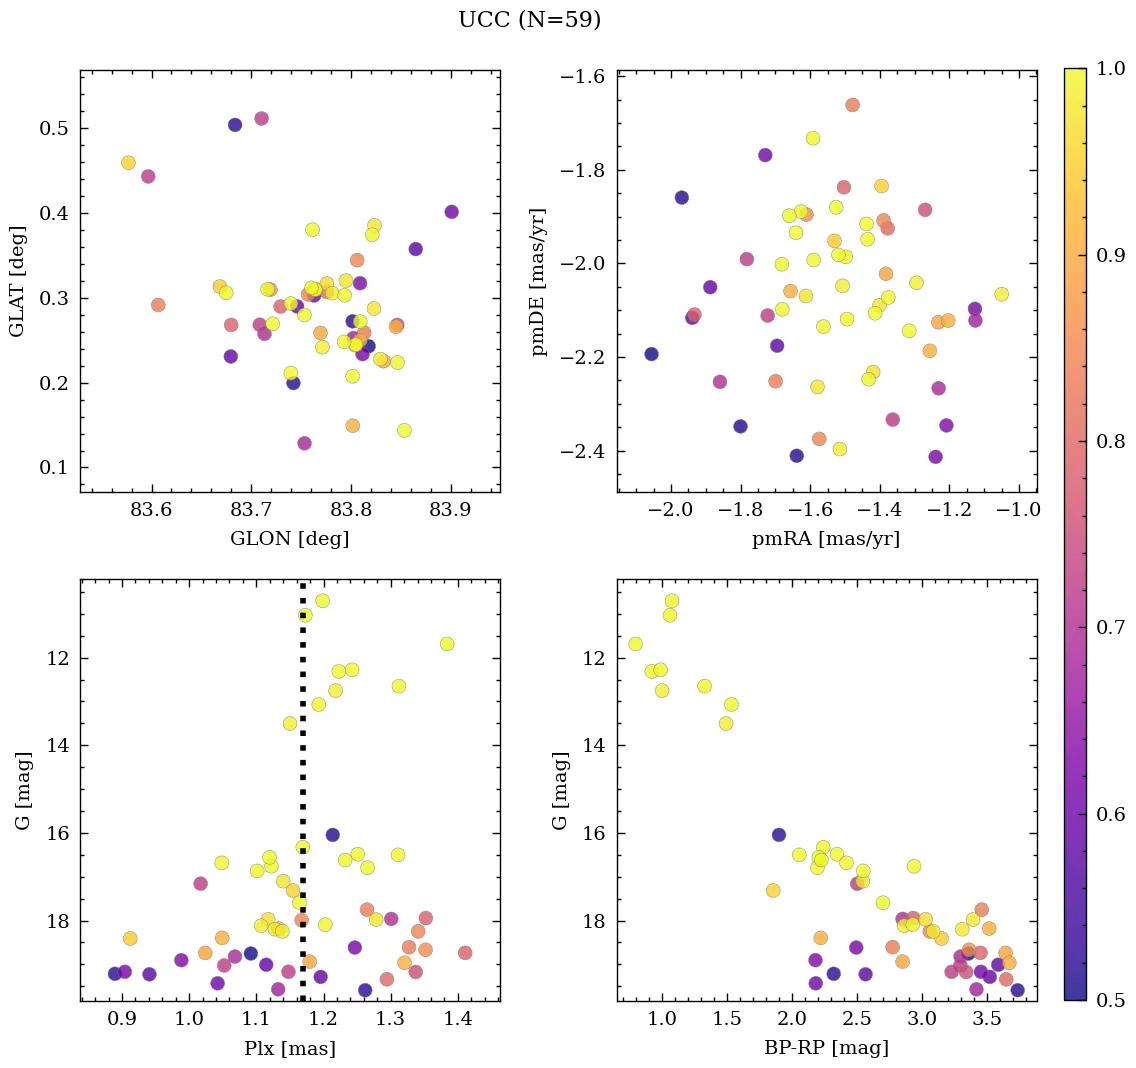 UCC (N=59)
0.5
0.4
0.3
0.2
0.1
GLAT [deg]
83.6 83.7 83.8 83.9
GLON [deg]
−1.6
−1.8
−2.0
−2.2
−2.4
pmDE [mas/yr]
−2.0 −1.8 −1.6 −1.4 −1.2 −1.0
pmRA [mas/yr]
12
14
16
18
G [mag]
0.9 1.0 1.1 1.2 1.3 1.4
Plx [mas]
12
14
16
18
G [mag]
1.0 1.5 2.0 2.5 3.0 3.5
BP-RP [mag]
1.0
0.9
0.8
0.7
0.6
0.5